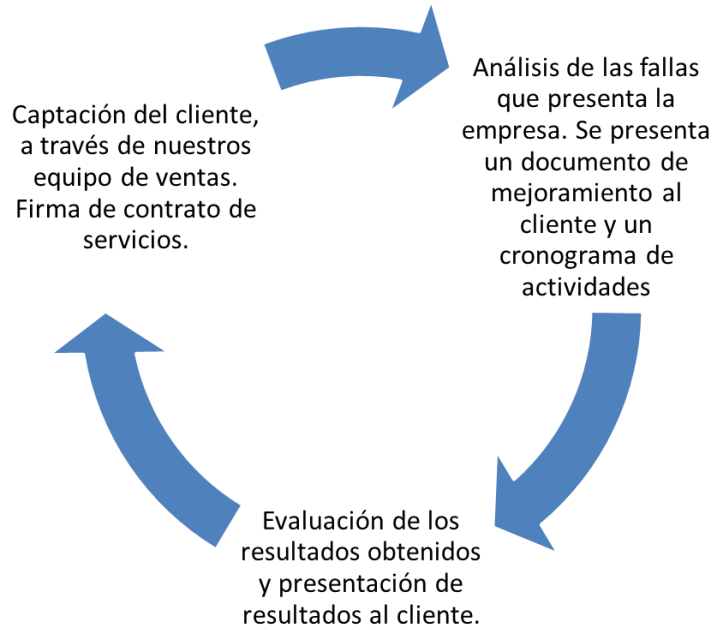 Captación del cliente,
a través de nuestros
equipo de ventas.
Firma de contrato de
servicios.
Análisis de las fallas
que presenta la
empresa. Se presenta
un documento de
mejoramiento al
cliente y un
cronograma de
actividades
Evaluación de los
resultados obtenidos
y presentación de
resultados al cliente.